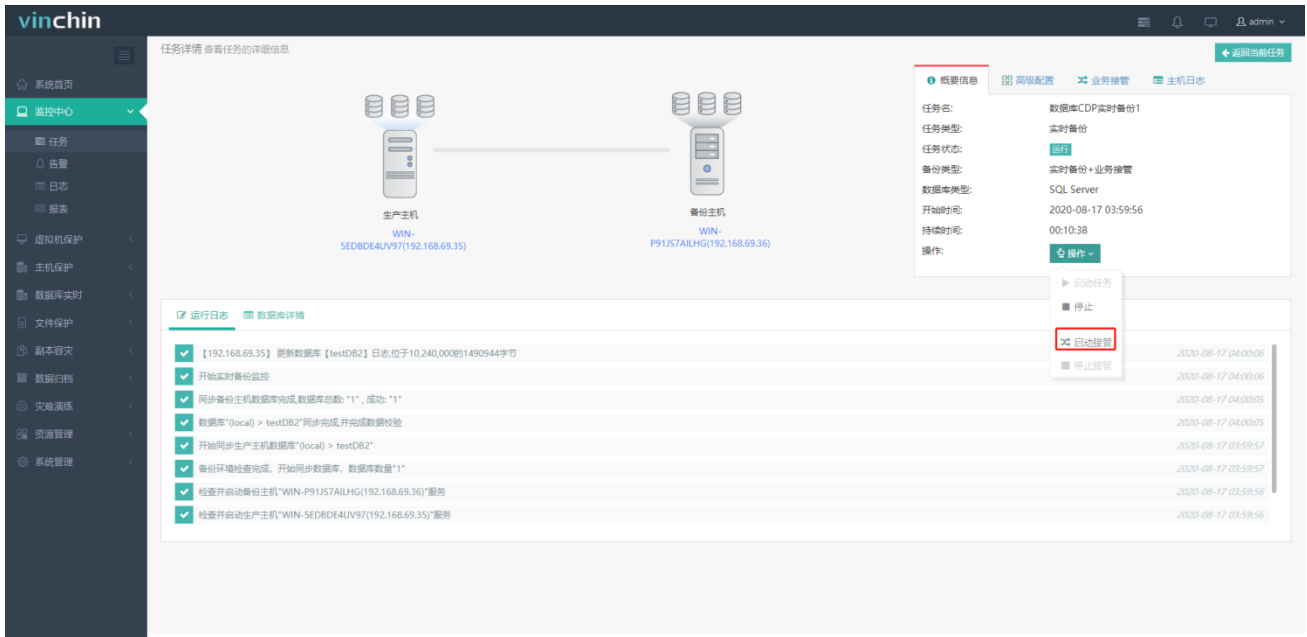 vinchin
admin
任务详情 查看任务的详细信息
返回当前任务
系统首页
监控中心
任务
告警
日志
报表
虚拟机保护
主机保护
数据库实时
文件保护
副本容灾
数据归档
灾难演练
资源管理
系统管理
生产主机
WIN-
5EDBDE4UV97(192.168.69.35)
备份主机
WIN-
P91JS7AILHG(192.168.69.36)
概要信息 高级配置 业务接管 主机日志
任务名: 数据库CDP实时备份1
任务类型: 实时备份
任务状态: 运行
备份类型: 实时备份+业务接管
数据库类型: SQL Server
开始时间: 2020-08-17 03:59:56
持续时间: 00:10:38
操作: 操作
启动任务
停止
启动接管
停止接管
运行日志 数据库详情
【192.168.69.35】 更新数据库【testDB2】日志,位于10,240,000的1490944字节 2020-08-17 04:00:06
开始实时备份监控 2020-08-17 04:00:06
同步备份主机数据库完成,数据库总数: "1" , 成功: "1" 2020-08-17 04:00:05
数据库"(local) > testDB2"同步完成,并完成数据校验 2020-08-17 04:00:05
开始同步生产主机数据库"(local) > testDB2" 2020-08-17 03:59:57
备份环境检查完成，开始同步数据库，数据库数量"1" 2020-08-17 03:59:57
检查并启动备份主机"WIN-P91JS7AILHG(192.168.69.36)"服务 2020-08-17 03:59:56
检查并启动生产主机"WIN-5EDBDE4UV97(192.168.69.35)"服务 2020-08-17 03:59:56